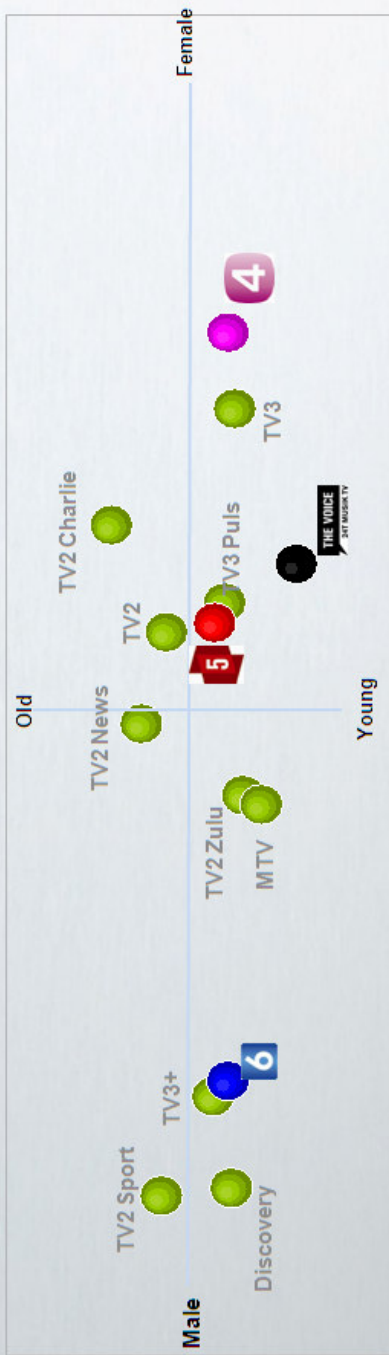 Old
Female
TV2 Charlie
TV2 News
TV2
TV2 Sport
TV3+
6
TV2 Zulu
MTV
5
TV3 Puls
THE VOICE
24T MUSIK.TV
TV3
4
Discovery
Male
Young